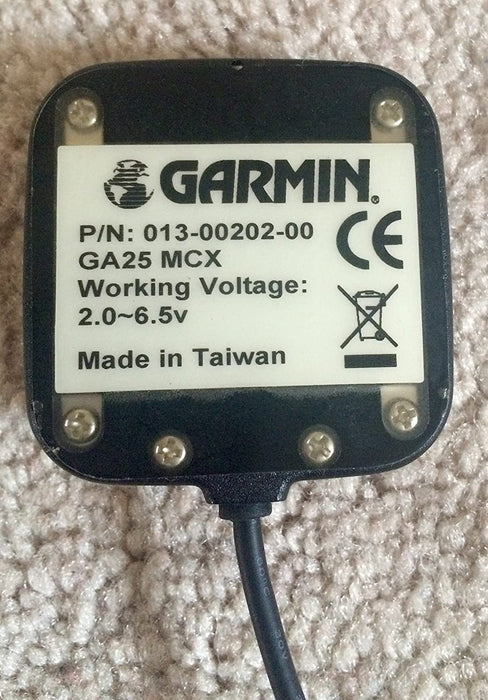 GARMIN®
P/N: 013-00202-00
GA25 MCX
Working Voltage:
2.0~6.5v
Made in Taiwan
CE